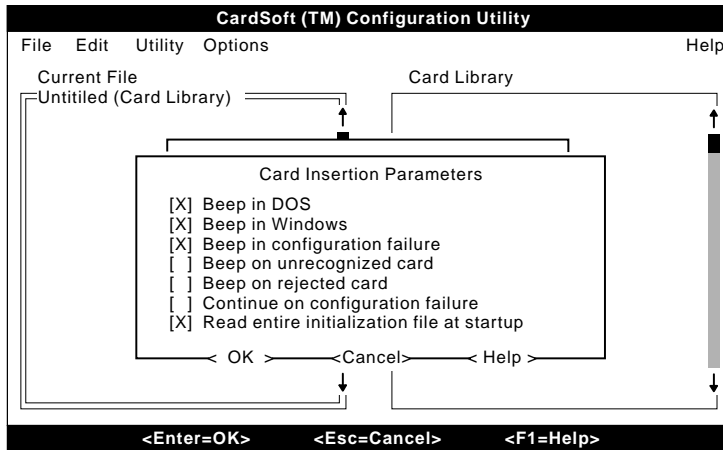 CardSoft (TM) Configuration Utility
File Edit Utility Options Help
Current File Card Library
Untitiled (Card Library)
Card Insertion Parameters
[X] Beep in DOS
[X] Beep in Windows
[X] Beep in configuration failure
[ ] Beep on unrecognized card
[ ] Beep on rejected card
[ ] Continue on configuration failure
[X] Read entire initialization file at startup
< OK > <Cancel> < Help >
<Enter=OK> <Esc=Cancel> <F1=Help>